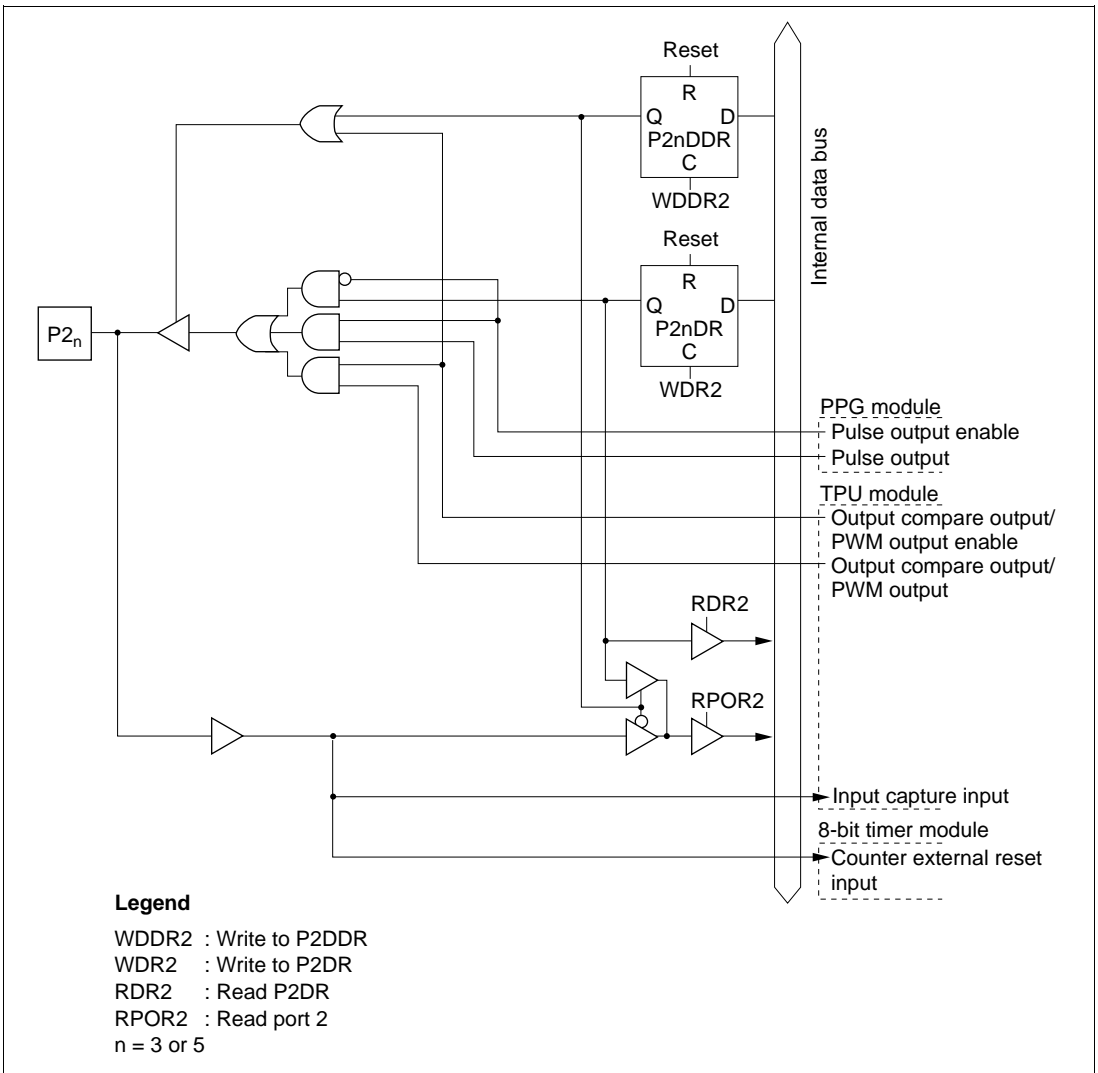 Reset
R
Q D
P2nDDR
C
WDDR2
Internal data bus
Reset
R
Q D
P2nDR
C
WDR2
P2n
PPG module
Pulse output enable
Pulse output
TPU module
Output compare output/
PWM output enable
Output compare output/
PWM output
RDR2
RPOR2
Input capture input
8-bit timer module
Counter external reset
input
Legend
WDDR2 : Write to P2DDR
WDR2 : Write to P2DR
RDR2 : Read P2DR
RPOR2 : Read port 2
n = 3 or 5